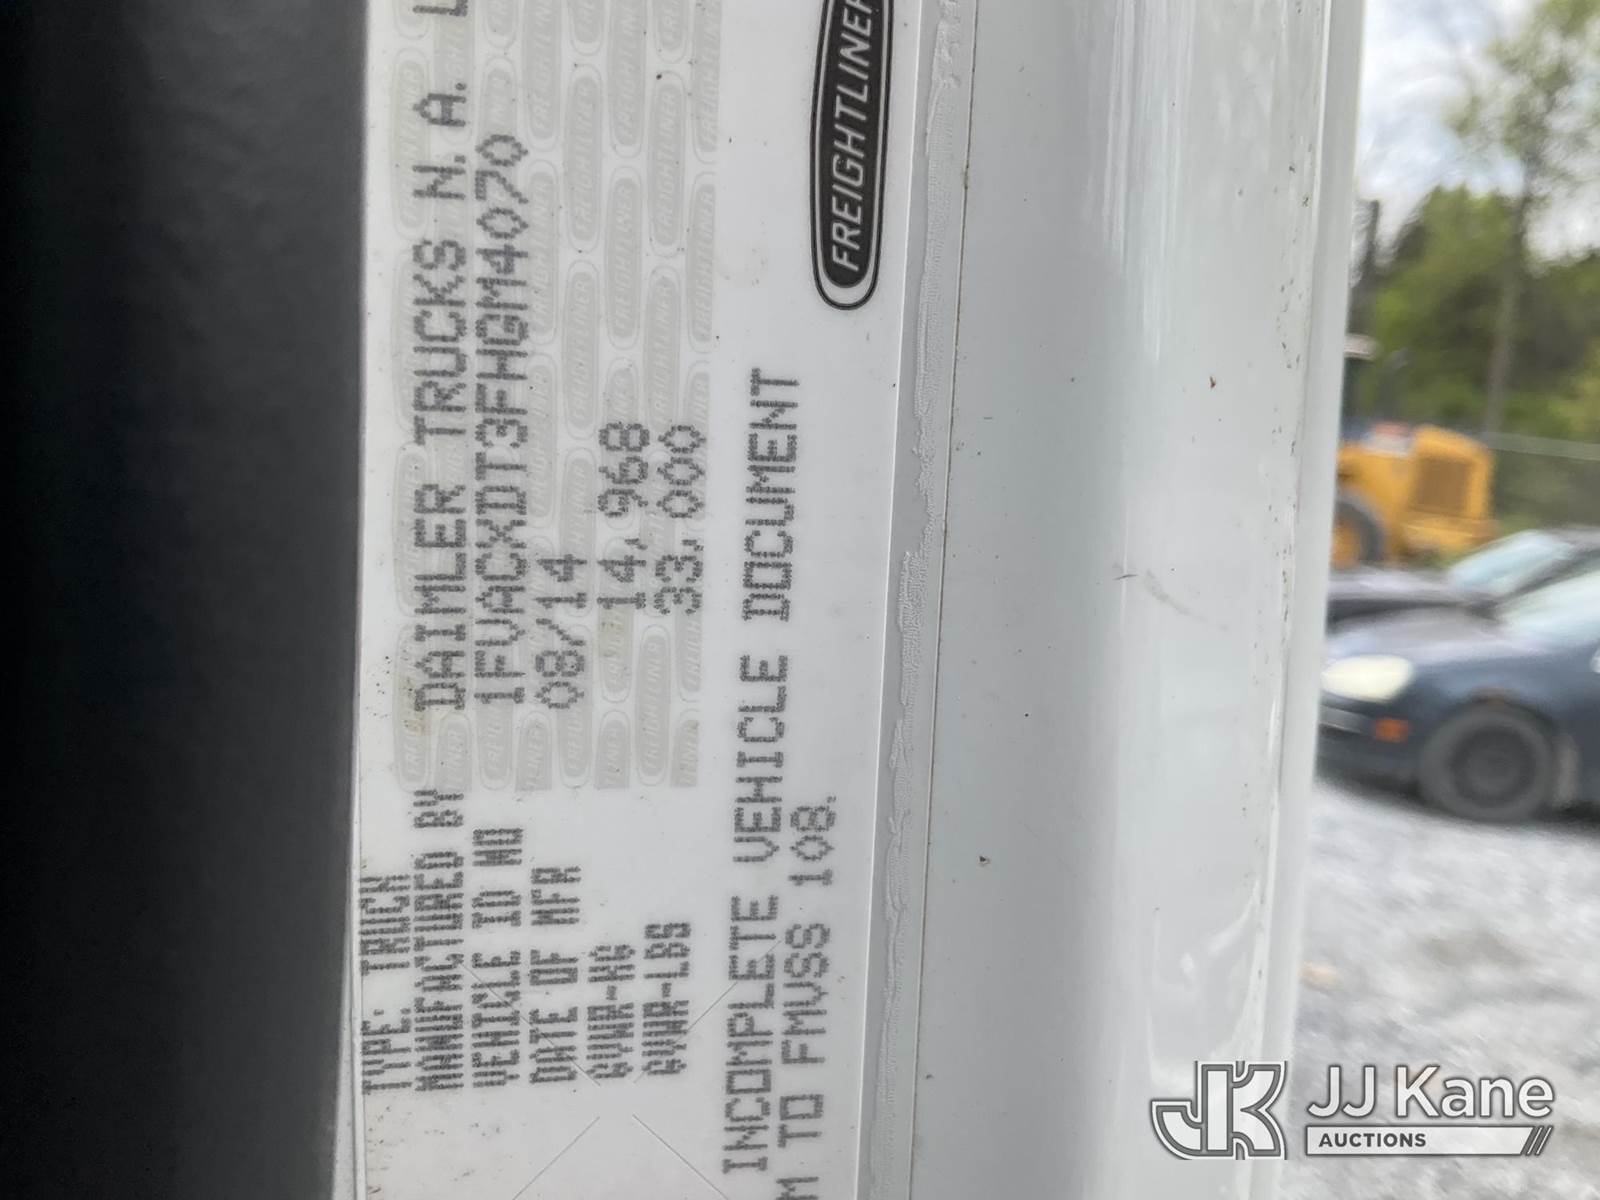 TYPE: TRUCK
MANUFACTURED BY DAIMLER TRUCKS N.A.
VEHICLE ID NO 1FVACXDT3FHGM4070
DATE OF MFR 08/14
GVWR-KG 14,968
GVWR-LBS 33,000
INCOMPLETE VEHICLE DOCUMENT
TO FMVSS 108.
FREIGHTLINER
JK JJ Kane
AUCTIONS